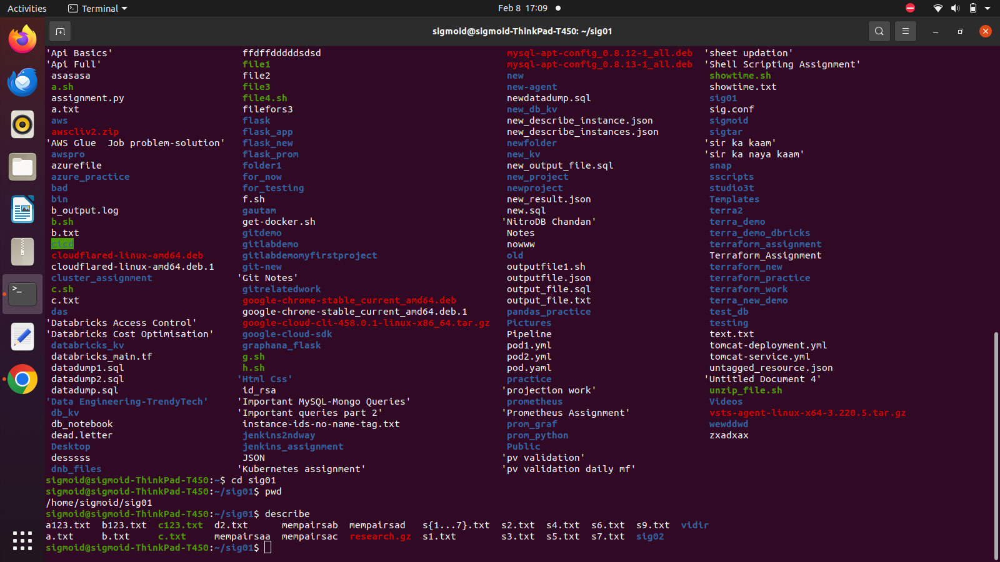 Activities Terminal Feb 8 17:09
sigmoid@sigmoid-ThinkPad-T450: ~/sig01
'Api Basics' ffdffdddddsdsd mysql-apt-config_0.8.12-1_all.deb 'sheet updation'
'Api Full' file1 mysql-apt-config_0.8.13-1_all.deb 'Shell Scripting Assignment'
asasasa file2 new showtime.sh
a.sh file3 new-agent showtime.txt
assignment.py file4.sh newdatadump.sql sig01
a.txt filefors3 new_db_kv sig.conf
aws flask new_describe_instance.json sigmoid
awscliv2.zip flask_app new_describe_instances.json sigtar
'AWS Glue  Job problem-solution' flask_new newfolder 'sir ka kaam'
awspro flask_prom new_kv 'sir ka naya kaam'
azurefile folder1 new_output_file.sql snap
azure_practice for_now new_project sscripts
bad for_testing newproject studio3t
bin f.sh new_result.json Templates
b_output.log gautam new.sql terra2
b.sh get-docker.sh 'NitroDB Chandan' terra_demo
b.txt gitdemo Notes terra_demo_dbricks
cicd gitlabdemo nowww terraform_assignment
cloudflared-linux-amd64.deb gitlabdemomyfirstproject old Terraform_Assignment
cloudflared-linux-amd64.deb.1 git-new outputfile1.sh terraform_new
cluster_assignment 'Git Notes' outputfile.json terraform_practice
c.sh gitrelatedwork output_file.sql terraform_work
c.txt google-chrome-stable_current_amd64.deb output_file.txt terra_new_demo
das google-chrome-stable_current_amd64.deb.1 pandas_practice test_db
'Databricks Access Control' google-cloud-cli-458.0.1-linux-x86_64.tar.gz Pictures testing
'Databricks Cost Optimisation' google-cloud-sdk Pipeline text.txt
databricks_kv graphana_flask pod1.yml tomcat-deployment.yml
databricks_main.tf g.sh pod2.yml tomcat-service.yml
datadump1.sql h.sh pod.yaml untagged_resource.json
datadump2.sql 'Html Css' practice 'Untitled Document 4'
datadump.sql id_rsa 'projection work' unzip_file.sh
'Data Engineering-TrendyTech' 'Important MySQL-Mongo Queries' prometheus Videos
db_kv 'Important queries part 2' 'Prometheus Assignment' vsts-agent-linux-x64-3.220.5.tar.gz
db_notebook instance-ids-no-name-tag.txt prom_graf wewddwd
dead.letter jenkins2ndway prom_python zxadxax
Desktop jenkins_assignment Public
desssss JSON 'pv validation'
dnb_files 'Kubernetes assignment' 'pv validation daily mf'
sigmoid@sigmoid-ThinkPad-T450:~$ cd sig01
sigmoid@sigmoid-ThinkPad-T450:~/sig01$ pwd
/home/sigmoid/sig01
sigmoid@sigmoid-ThinkPad-T450:~/sig01$ describe
a123.txt b123.txt c123.txt d2.txt mempairsab mempairsad s{1...7}.txt s2.txt s4.txt s6.txt s9.txt vidir
a.txt b.txt c.txt mempairsaa mempairsac research.gz s1.txt s3.txt s5.txt s7.txt sig02
sigmoid@sigmoid-ThinkPad-T450:~/sig01$